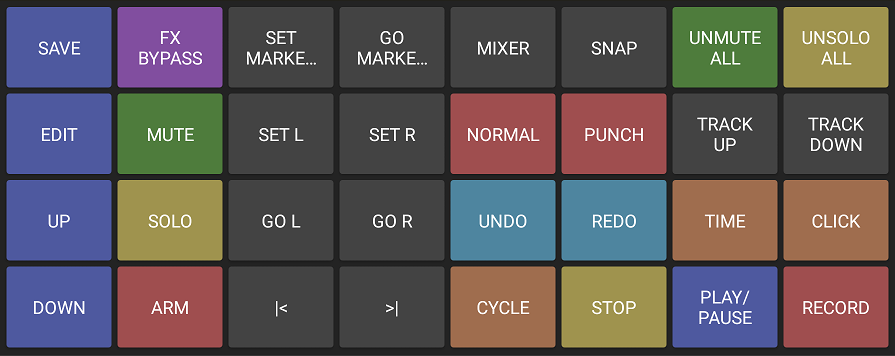 SAVE
FX
BYPASS
SET
MARKE...
GO
MARKE...
MIXER
SNAP
UNMUTE
ALL
UNSOLO
ALL
EDIT
MUTE
SET L
SET R
NORMAL
PUNCH
TRACK
UP
TRACK
DOWN
UP
SOLO
GO L
GO R
UNDO
REDO
TIME
CLICK
DOWN
ARM
|<
>|
CYCLE
STOP
PLAY/
PAUSE
RECORD